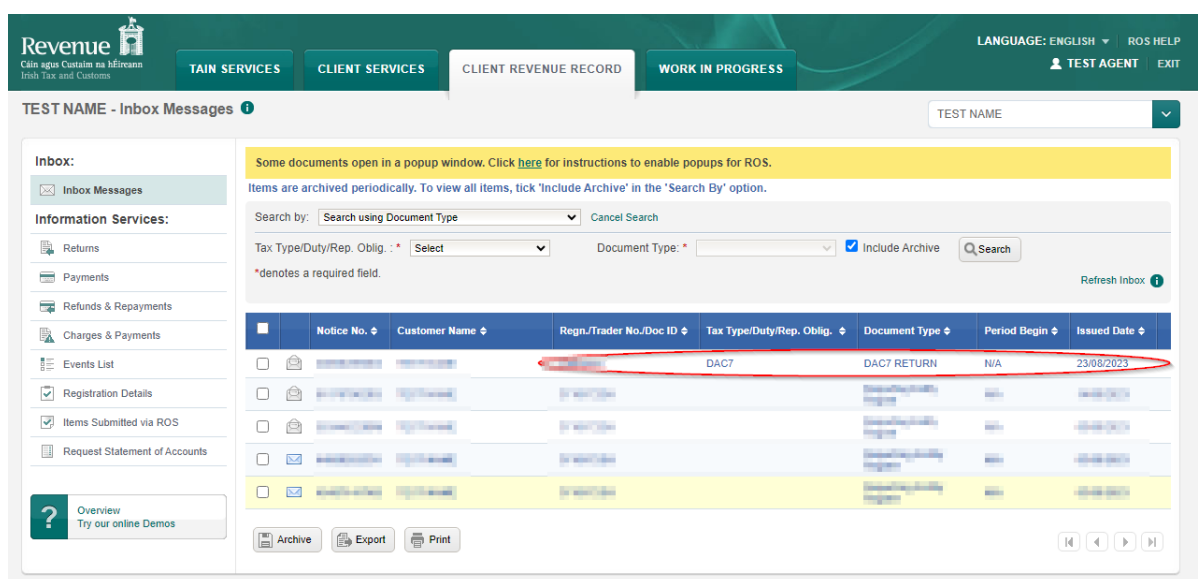 LANGUAGE: ENGLISH ROS HELP
Revenue
Cáin agus Custaim na hÉireann
Irish Tax and Customs
TAIN SERVICES CLIENT SERVICES CLIENT REVENUE RECORD WORK IN PROGRESS
TEST AGENT EXIT
TEST NAME - Inbox Messages i
TEST NAME
Inbox:
Inbox Messages
Information Services:
Returns
Payments
Refunds & Repayments
Charges & Payments
Events List
Registration Details
Items Submitted via ROS
Request Statement of Accounts
?
Overview
Try our online Demos
Some documents open in a popup window. Click here for instructions to enable popups for ROS.
Items are archived periodically. To view all items, tick 'Include Archive' in the 'Search By' option.
Search by: Search using Document Type Cancel Search
Tax Type/Duty/Rep. Oblig. : * Select Document Type: * Include Archive Search
*denotes a required field.
Refresh Inbox i
Notice No. Customer Name Regn./Trader No./Doc ID Tax Type/Duty/Rep. Oblig. Document Type Period Begin Issued Date
DAC7 DAC7 RETURN N/A 23/08/2023
Archive Export Print